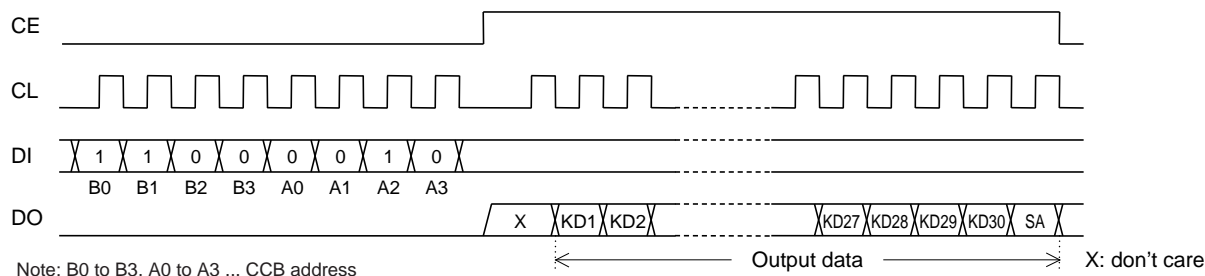 CE
CL
DI 1 1 0 0 0 0 1 0
B0 B1 B2 B3 A0 A1 A2 A3
DO X KD1 KD2 KD27 KD28 KD29 KD30 SA
Output data X: don't care
Note: B0 to B3, A0 to A3 ... CCB address